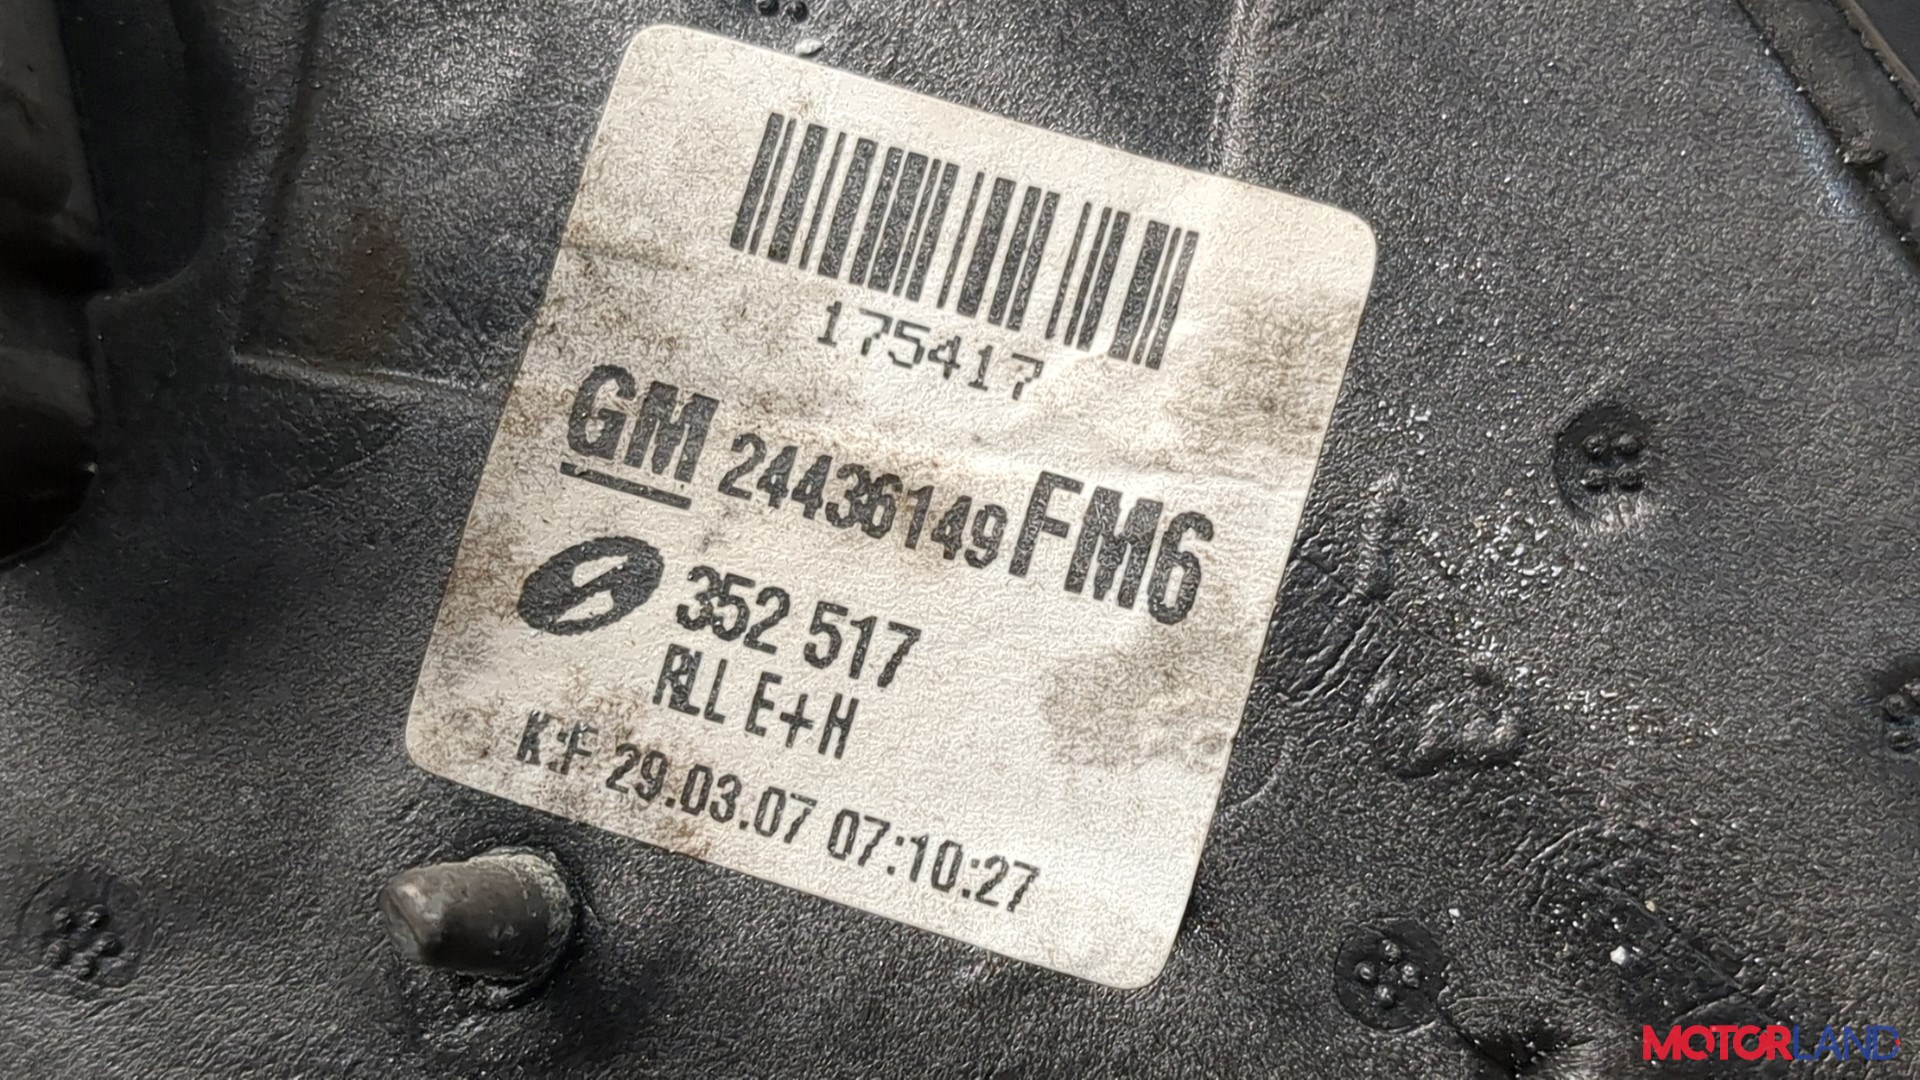 175417
GM 24436149 FM6
352 517
RLL E+H
K:F 29.03.07 07:10:27
MOTORLAND